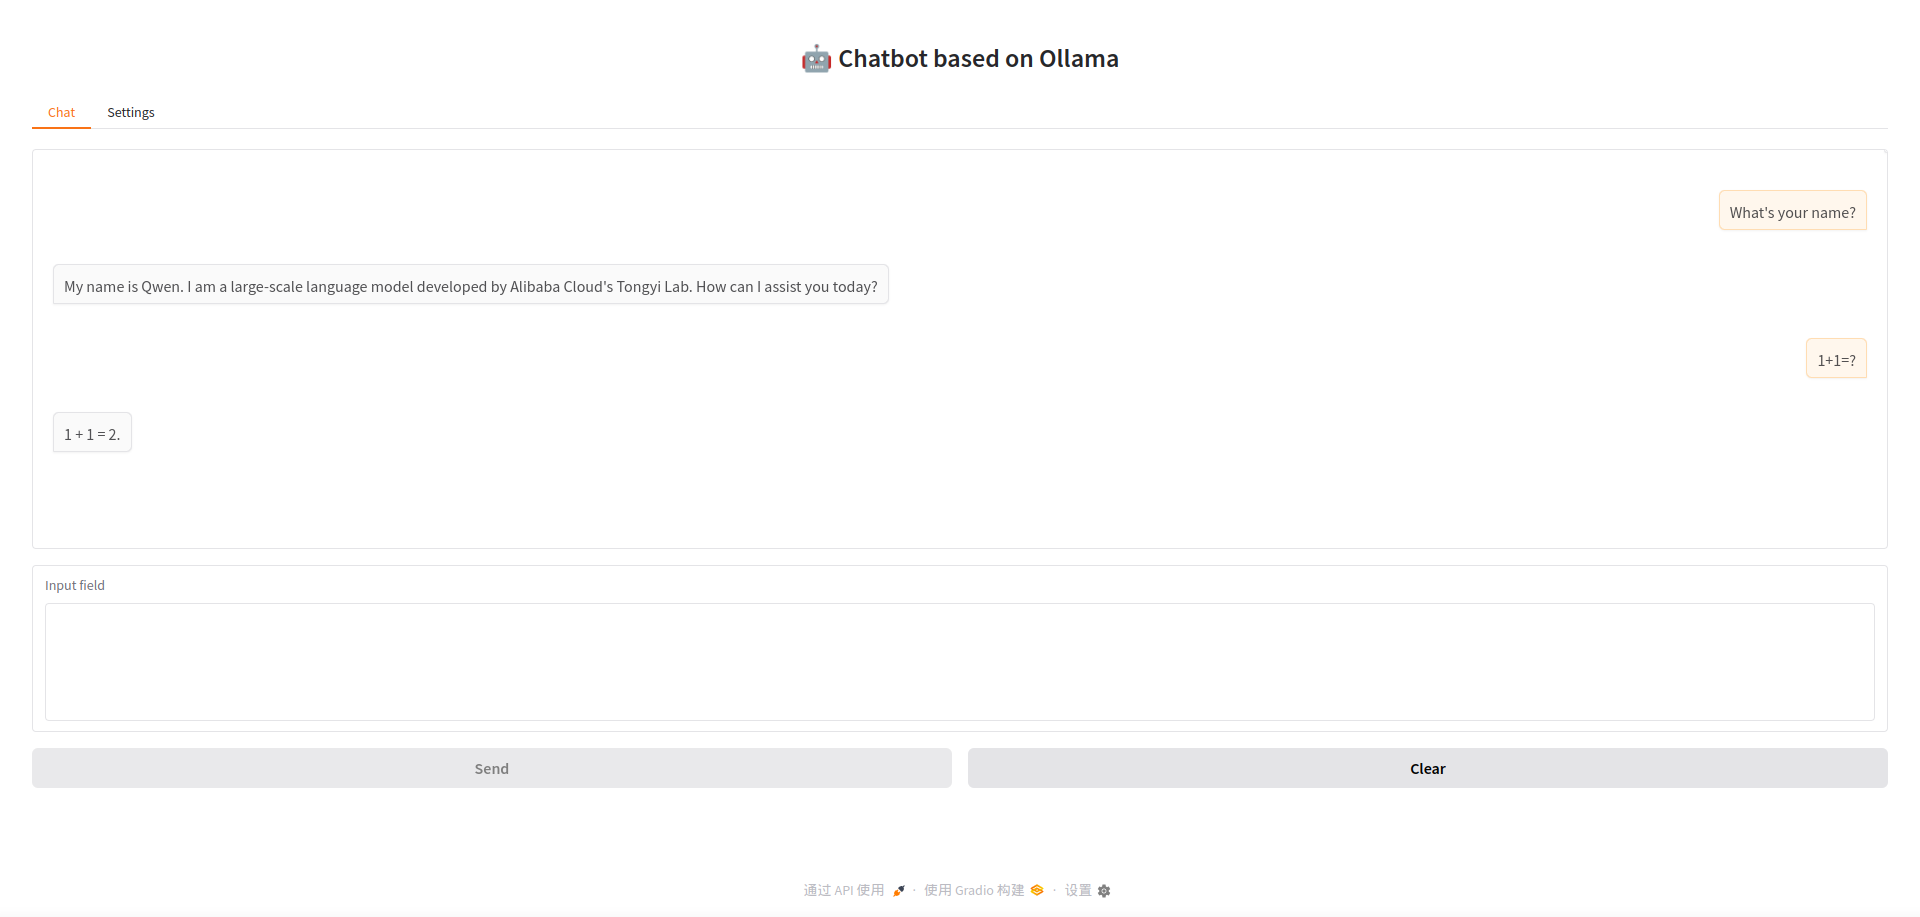 🤖 Chatbot based on Ollama
Chat Settings
What's your name?
My name is Qwen. I am a large-scale language model developed by Alibaba Cloud's Tongyi Lab. How can I assist you today?
1+1=?
1 + 1 = 2.
Input field
Send Clear
通过 API 使用 · 使用 Gradio 构建 · 设置